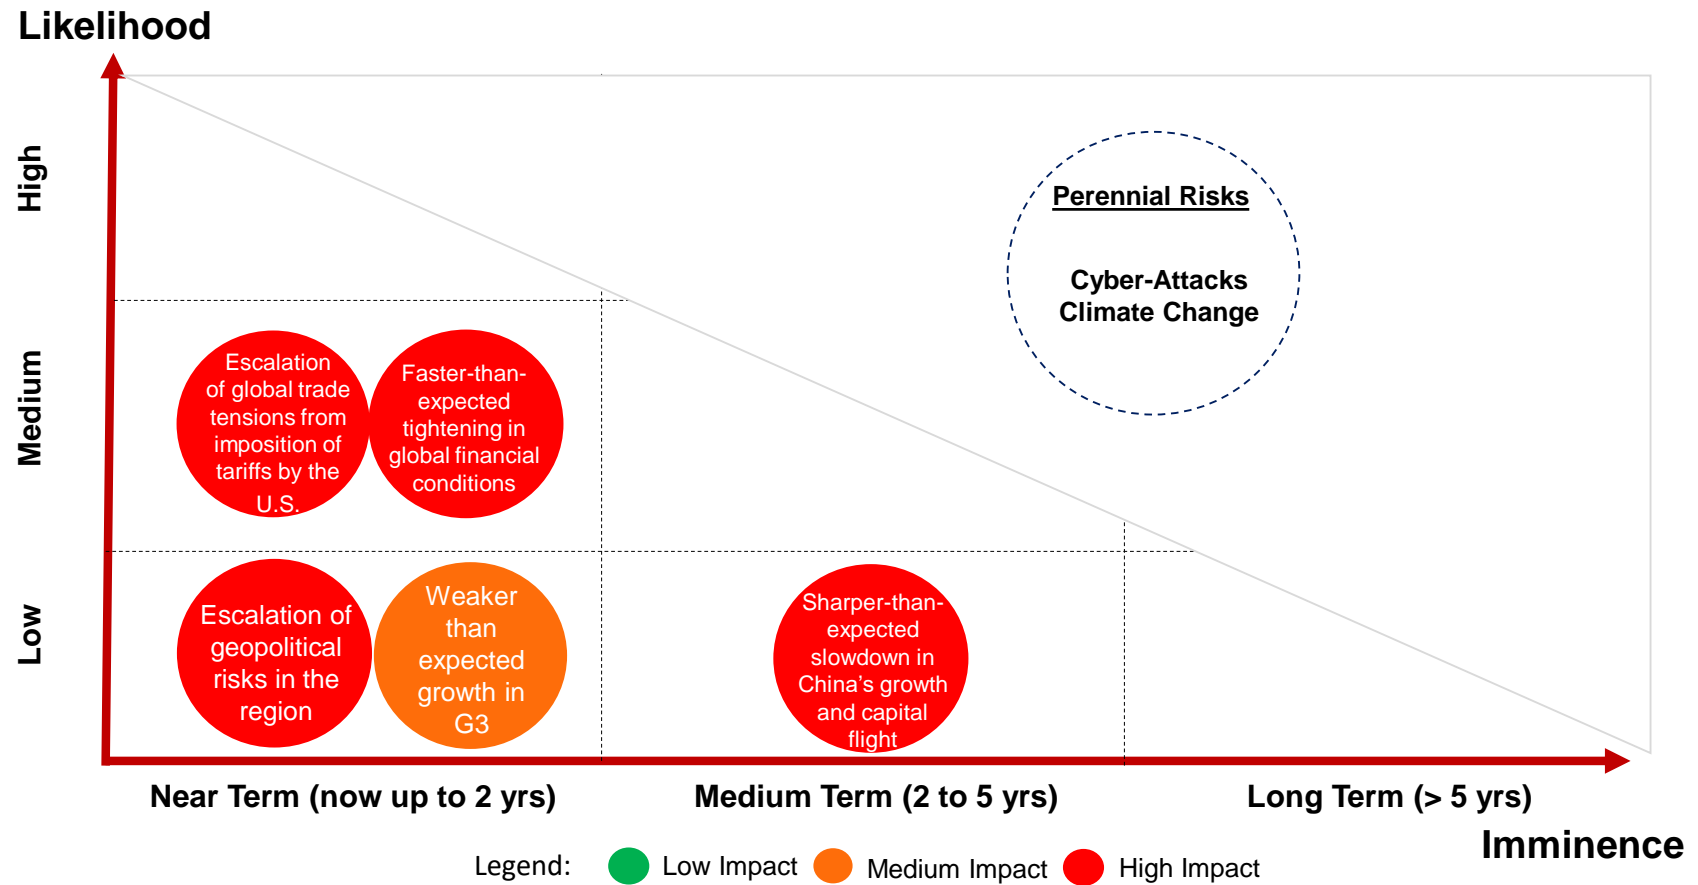 Likelihood
High
Medium
Low
Perennial Risks
Cyber-Attacks
Climate Change
Escalation
of global trade
tensions from
imposition of
tariffs by the
U.S.
Faster-than-
expected
tightening in
global financial
conditions
Escalation of
geopolitical
risks in the
region
Weaker
than
expected
growth in
G3
Sharper-than-
expected
slowdown in
China’s growth
and capital
flight
Near Term (now up to 2 yrs)
Medium Term (2 to 5 yrs)
Long Term (> 5 yrs)
Imminence
Legend:
Low Impact
Medium Impact
High Impact